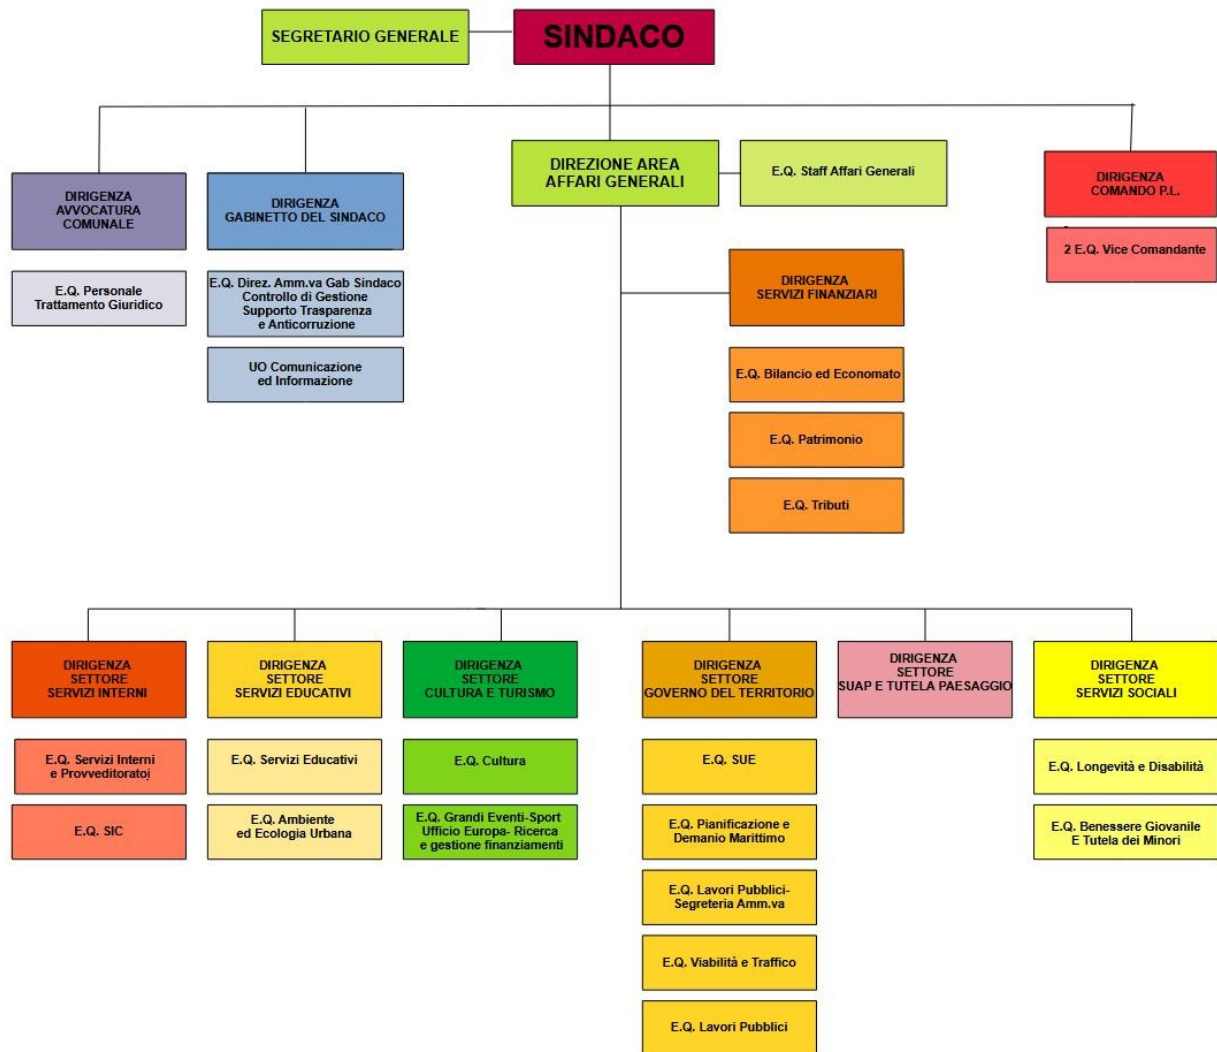 SEGRETARIO GENERALE
SINDACO
DIRIGENZA
AVVOCATURA
COMUNALE
DIRIGENZA
GABINETTO DEL SINDACO
DIREZIONE AREA
AFFARI GENERALI
E.Q. Staff Affari Generali
DIRIGENZA
COMANDO P.L.
E.Q. Personale
Trattamento Giuridico
E.Q. Direz. Amm.va Gab Sindaco
Controllo di Gestione
Supporto Trasparenza
e Anticorruzione
UO Comunicazione
ed Informazione
2 E.Q. Vice Comandante
DIRIGENZA
SERVIZI FINANZIARI
E.Q. Bilancio ed Economato
E.Q. Patrimonio
E.Q. Tributi
DIRIGENZA
SETTORE
SERVIZI INTERNI
E.Q. Servizi Interni
e Provveditoratoi
E.Q. SIC
DIRIGENZA
SETTORE
SERVIZI EDUCATIVI
E.Q. Servizi Educativi
E.Q. Ambiente
ed Ecologia Urbana
DIRIGENZA
SETTORE
CULTURA E TURISMO
E.Q. Cultura
E.Q. Grandi Eventi-Sport
Ufficio Europa- Ricerca
e gestione finanziamenti
DIRIGENZA
SETTORE
GOVERNO DEL TERRITORIO
E.Q. SUE
E.Q. Pianificazione e
Demanio Marittimo
E.Q. Lavori Pubblici-
Segreteria Amm.va
E.Q. Viabilità e Traffico
E.Q. Lavori Pubblici
DIRIGENZA
SETTORE
SUAP E TUTELA PAESAGGIO
DIRIGENZA
SETTORE
SERVIZI SOCIALI
E.Q. Longevità e Disabilità
E.Q. Benessere Giovanile
E Tutela dei Minori